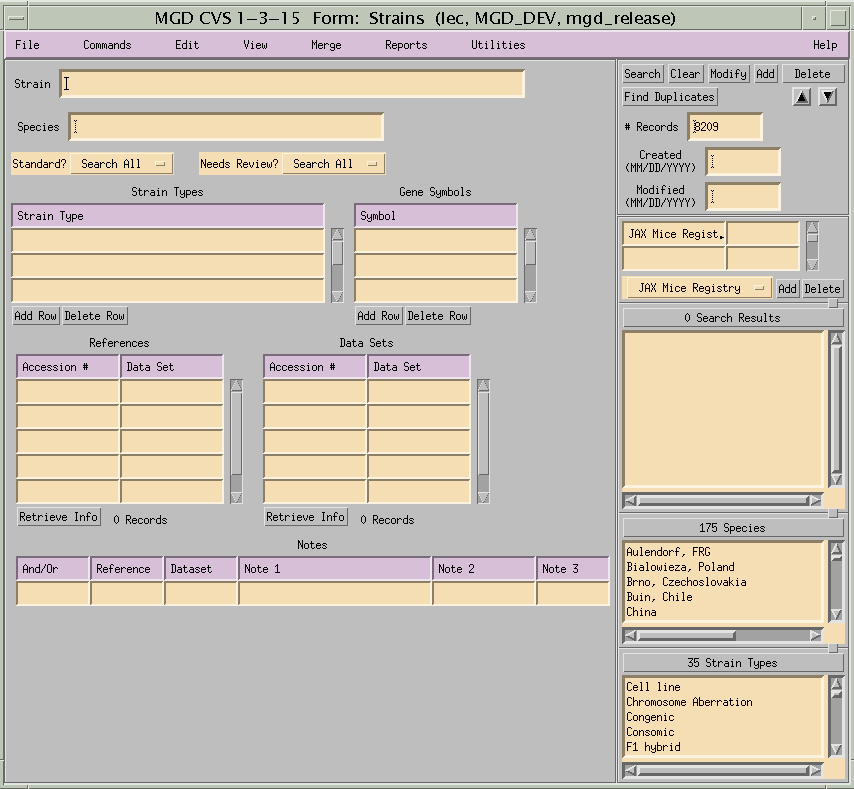 MGD CVS 1-3-15 Form: Strains (lec, MGD_DEV, mgd_release)
File Commands Edit View Merge Reports Utilities Help
Strain
Species
Standard? Search All Needs Review? Search All
Strain Types Gene Symbols
Strain Type Symbol
Add Row Delete Row Add Row Delete Row
References Data Sets
Accession # Data Set Accession # Data Set
Retrieve Info 0 Records Retrieve Info 0 Records
Notes
And/Or Reference Dataset Note 1 Note 2 Note 3
Search Clear Modify Add Delete
Find Duplicates
# Records 8209
Created
(MM/DD/YYYY)
Modified
(MM/DD/YYYY)
JAX Mice Regist
JAX Mice Registry Add Delete
0 Search Results
175 Species
Aulendorf, FRG
Bialowieza, Poland
Brno, Czechoslovakia
Buin, Chile
China
35 Strain Types
Cell line
Chromosome Aberration
Congenic
Consomic
F1 hybrid